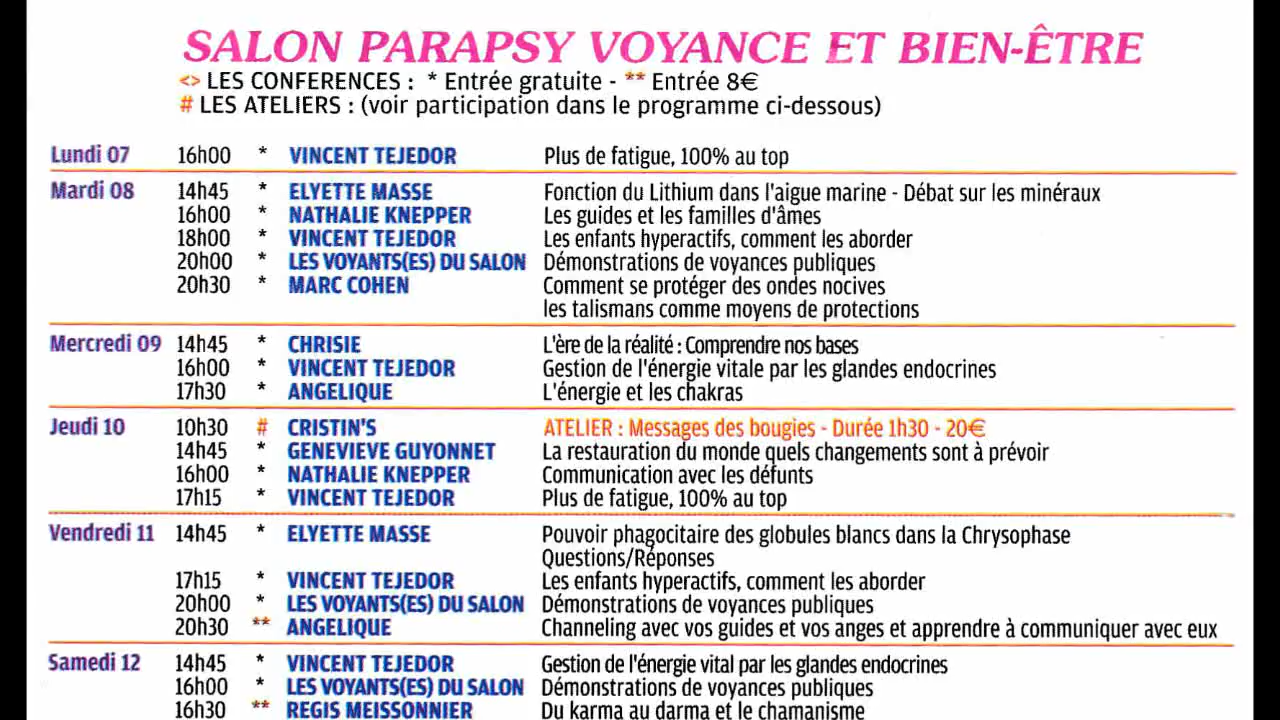 SALON PARAPSY VOYANCE ET BIEN-ÊTRE
<> LES CONFERENCES : * Entrée gratuite - ** Entrée 8€
# LES ATELIERS : (voir participation dans le programme ci-dessous)
Lundi 07 16h00 * VINCENT TEJEDOR Plus de fatigue, 100% au top
Mardi 08 14h45 * ELYETTE MASSE Fonction du Lithium dans l'aigue marine - Débat sur les minéraux
16h00 * NATHALIE KNEPPER Les guides et les familles d'âmes
18h00 * VINCENT TEJEDOR Les enfants hyperactifs, comment les aborder
20h00 * LES VOYANTS(ES) DU SALON Démonstrations de voyances publiques
20h30 * MARC COHEN Comment se protéger des ondes nocives
les talismans comme moyens de protections
Mercredi 09 14h45 * CHRISIE L'ère de la réalité : Comprendre nos bases
16h00 * VINCENT TEJEDOR Gestion de l'énergie vitale par les glandes endocrines
17h30 * ANGELIQUE L'énergie et les chakras
Jeudi 10 10h30 # CRISTIN'S ATELIER : Messages des bougies - Durée 1h30 - 20€
14h45 * GENEVIEVE GUYONNET La restauration du monde quels changements sont à prévoir
16h00 * NATHALIE KNEPPER Communication avec les défunts
17h15 * VINCENT TEJEDOR Plus de fatigue, 100% au top
Vendredi 11 14h45 * ELYETTE MASSE Pouvoir phagocitaire des globules blancs dans la Chrysophase
Questions/Réponses
17h15 * VINCENT TEJEDOR Les enfants hyperactifs, comment les aborder
20h00 * LES VOYANTS(ES) DU SALON Démonstrations de voyances publiques
20h30 ** ANGELIQUE Channeling avec vos guides et vos anges et apprendre à communiquer avec eux
Samedi 12 14h45 * VINCENT TEJEDOR Gestion de l'énergie vital par les glandes endocrines
16h00 * LES VOYANTS(ES) DU SALON Démonstrations de voyances publiques
16h30 ** REGIS MEISSONNIER Du karma au darma et le chamanisme